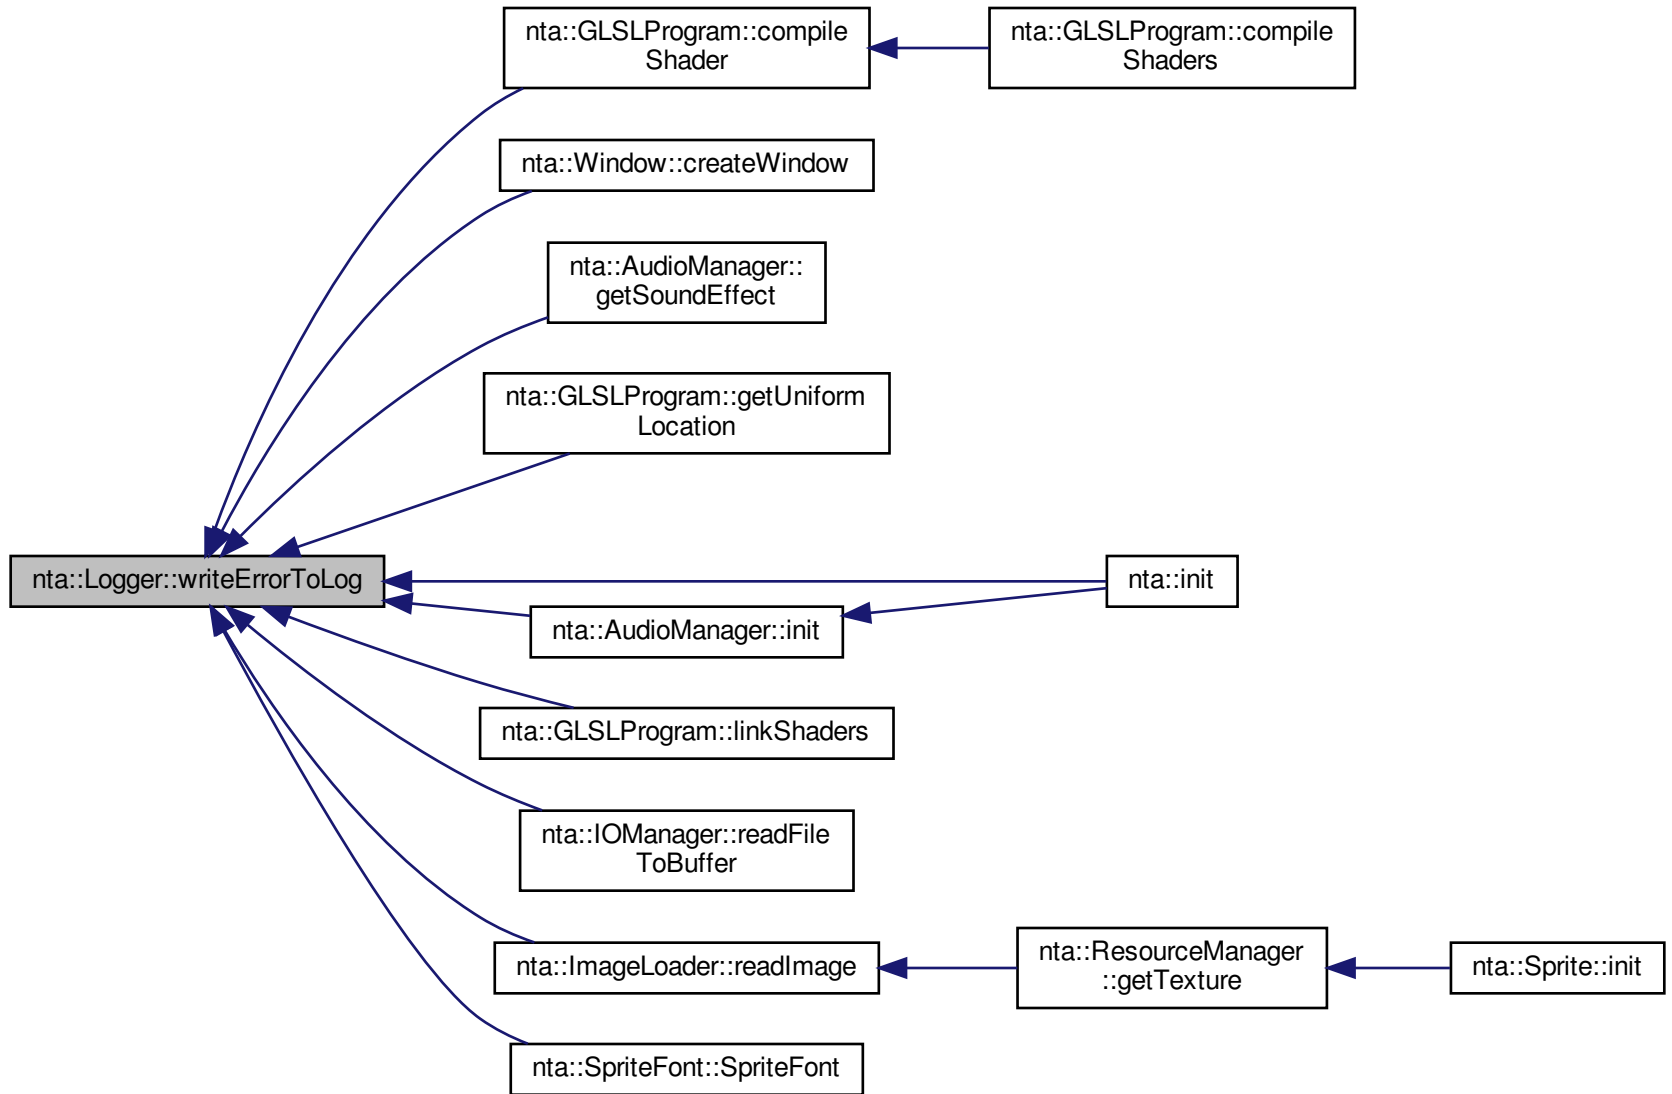 nta::GLSLProgram::compile
Shader
nta::GLSLProgram::compile
Shaders
nta::Window::createWindow
nta::AudioManager::
getSoundEffect
nta::GLSLProgram::getUniform
Location
nta::Logger::writeErrorToLog
nta::init
nta::AudioManager::init
nta::GLSLProgram::linkShaders
nta::IOManager::readFile
ToBuffer
nta::ImageLoader::readImage
nta::ResourceManager
::getTexture
nta::Sprite::init
nta::SpriteFont::SpriteFont